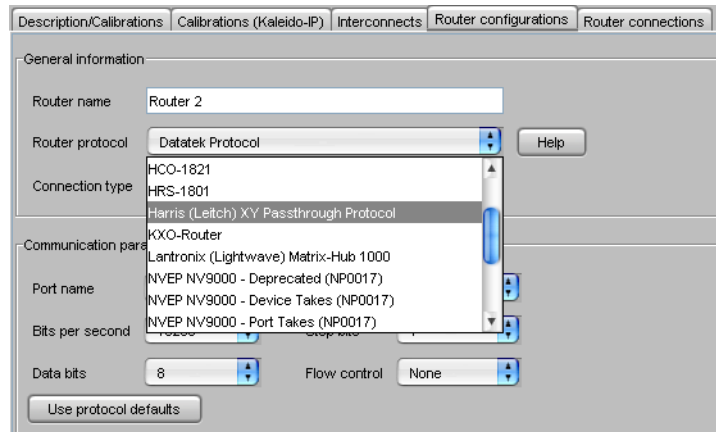 Description/Calibrations Calibrations (Kaleido-IP) Interconnects Router configurations Router connections
General information
Router name Router 2
Router protocol Datatek Protocol Help
HCO-1821
HRS-1801
Connection type
Harris (Leitch) XY Passthrough Protocol
KXO-Router
Communication para
Lantronix (Lightwave) Matrix-Hub 1000
NVEP NV9000 - Deprecated (NP0017)
Port name
NVEP NV9000 - Device Takes (NP0017)
NVEP NV9000 - Port Takes (NP0017)
Bits per second
Data bits 8 Flow control None
Use protocol defaults